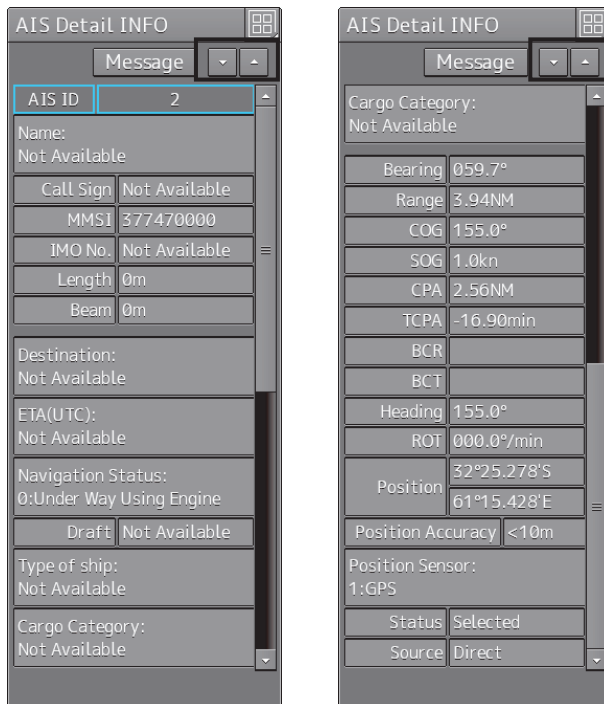 AIS Detail INFO
Message
AIS ID 2
Name:
Not Available
Call Sign Not Available
MMSI 377470000
IMO No. Not Available
Length 0m
Beam 0m
Destination:
Not Available
ETA(UTC):
Not Available
Navigation Status:
0:Under Way Using Engine
Draft Not Available
Type of ship:
Not Available
Cargo Category:
Not Available
AIS Detail INFO
Message
Cargo Category:
Not Available
Bearing 059.7°
Range 3.94NM
COG 155.0°
SOG 1.0kn
CPA 2.56NM
TCPA -16.90min
BCR
BCT
Heading 155.0°
ROT 000.0°/min
Position 32°25.278'S
61°15.428'E
Position Accuracy <10m
Position Sensor:
1:GPS
Status Selected
Source Direct